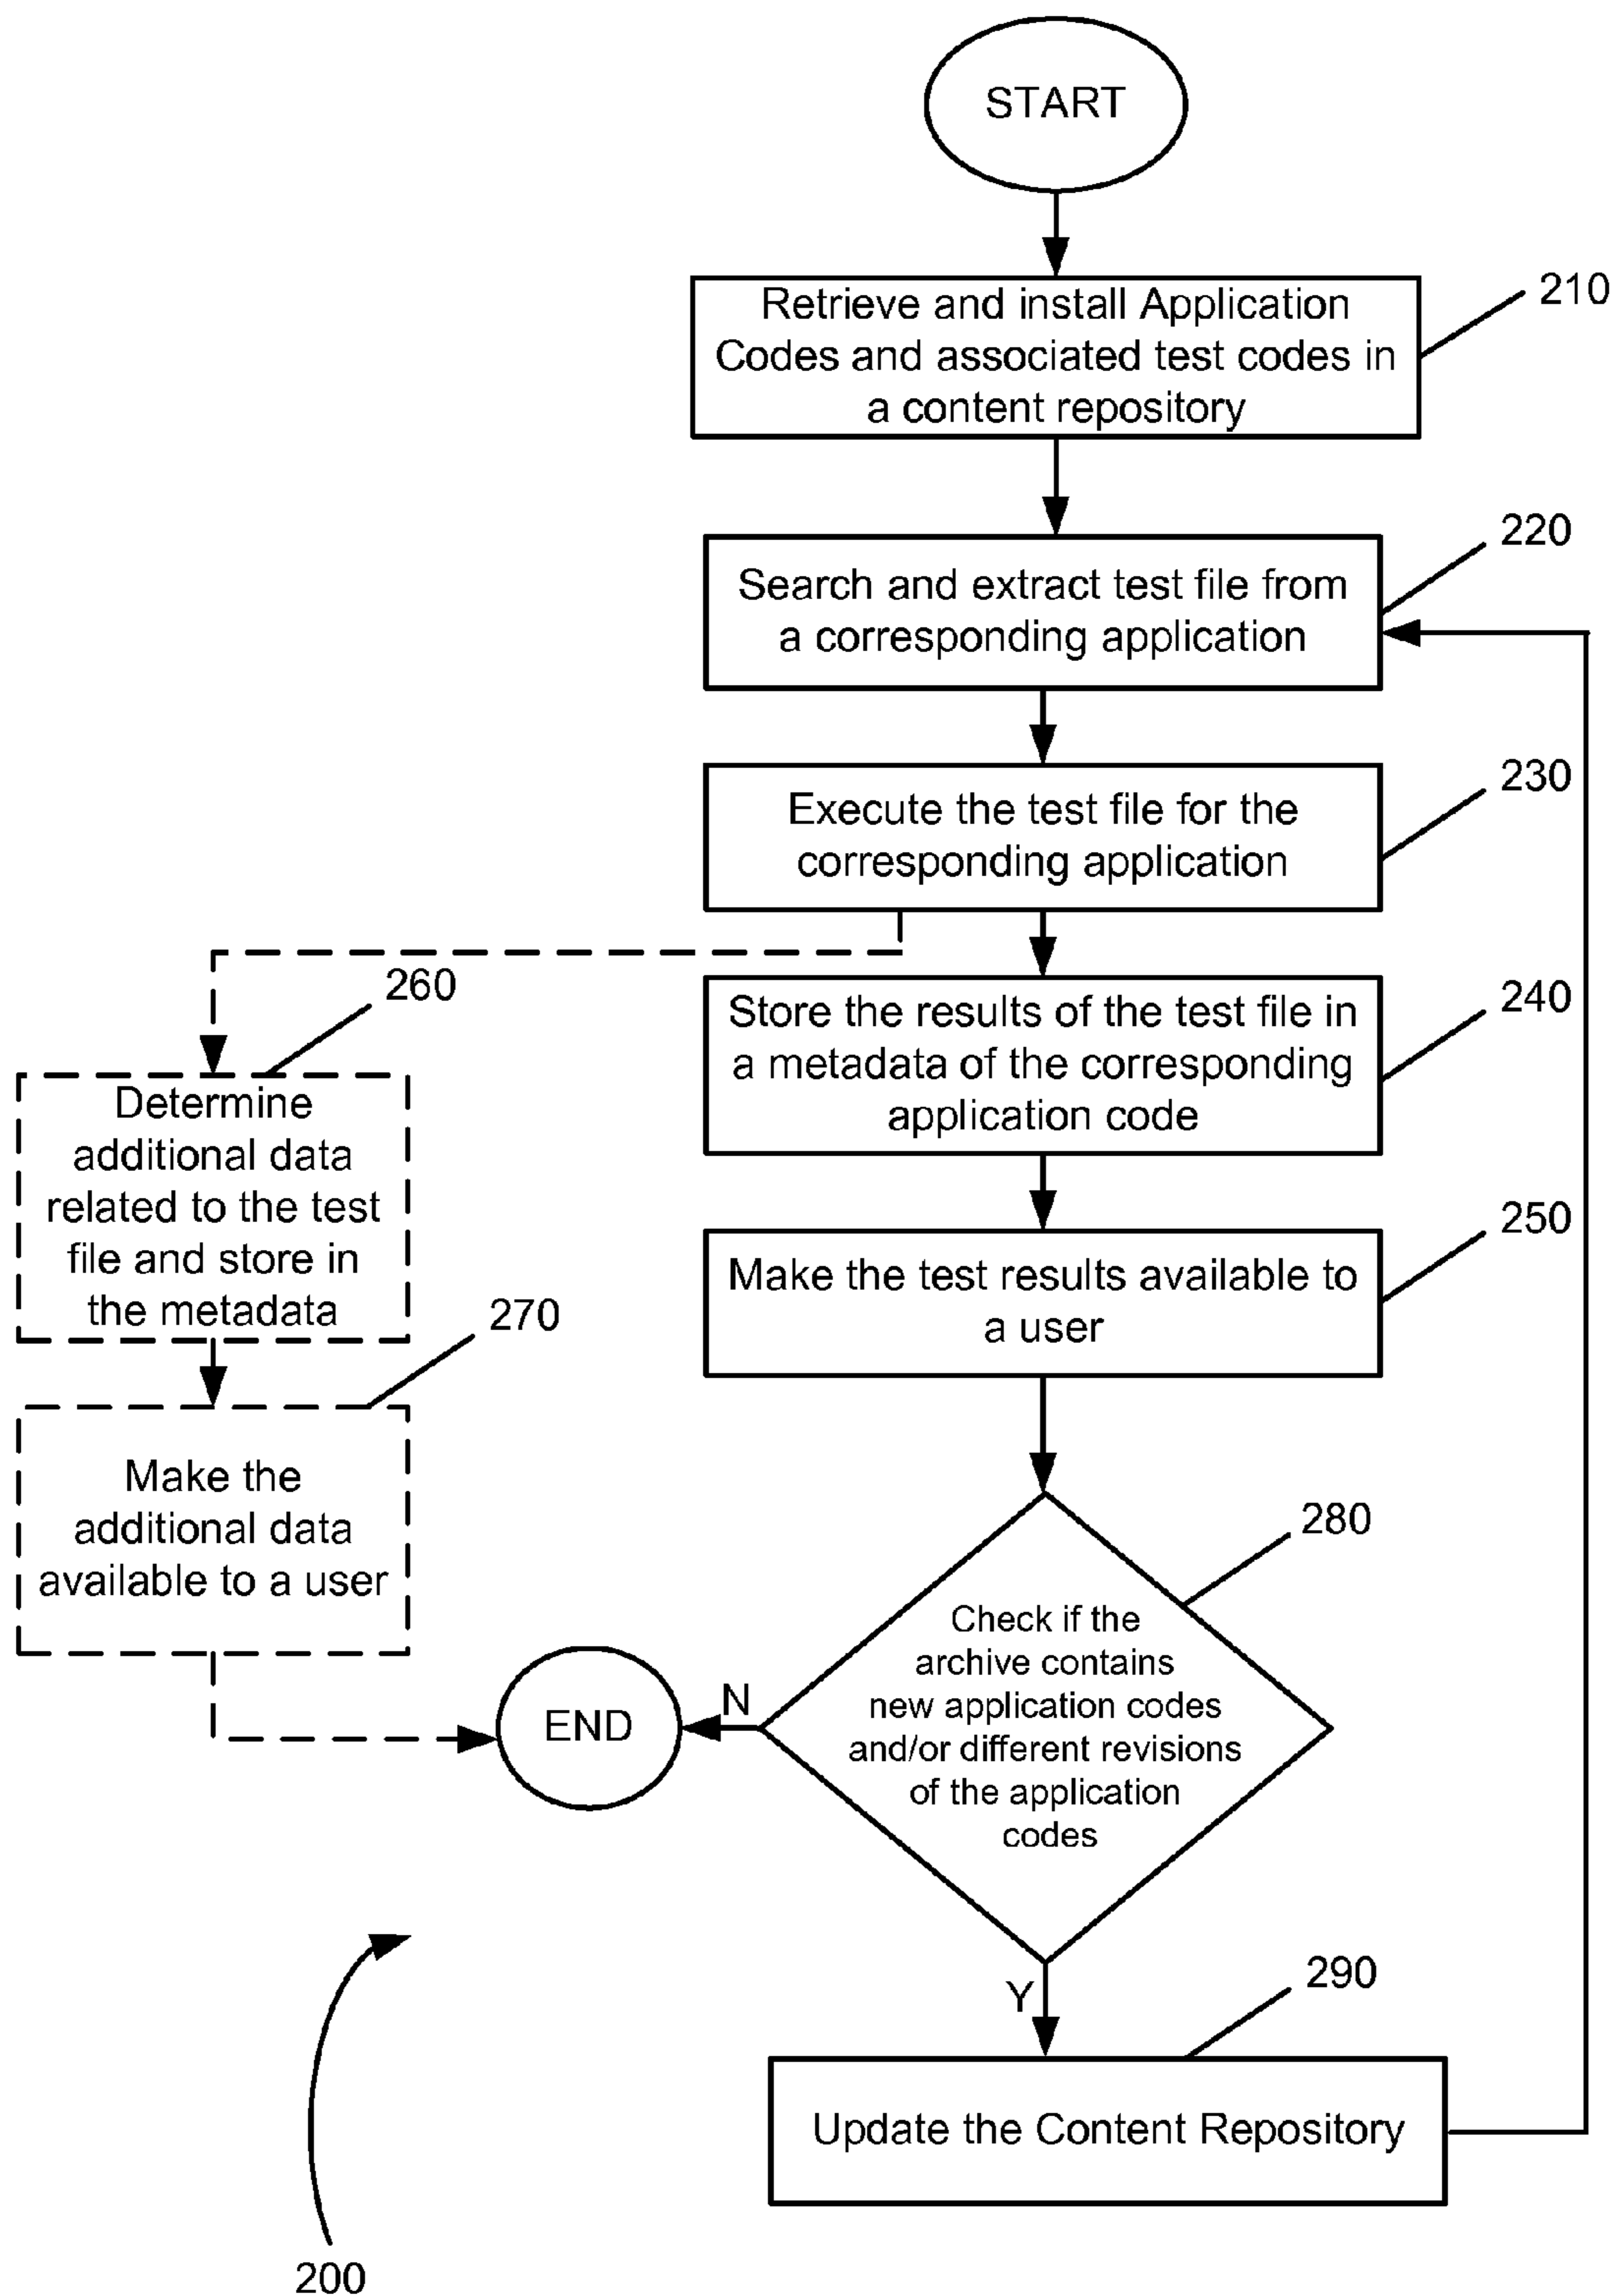 START
Retrieve and install Application
Codes and associated test codes in
a content repository
210
Search and extract test file from
a corresponding application
220
Execute the test file for the
corresponding application
230
Store the results of the test file in
a metadata of the corresponding
application code
240
260
Determine
additional data
related to the test
file and store in
the metadata
Make the test results available to
a user
250
270
Make the
additional data
available to a user
280
Check if the
archive contains
new application codes
and/or different revisions
of the application
codes
N
END
Y
290
Update the Content Repository
200